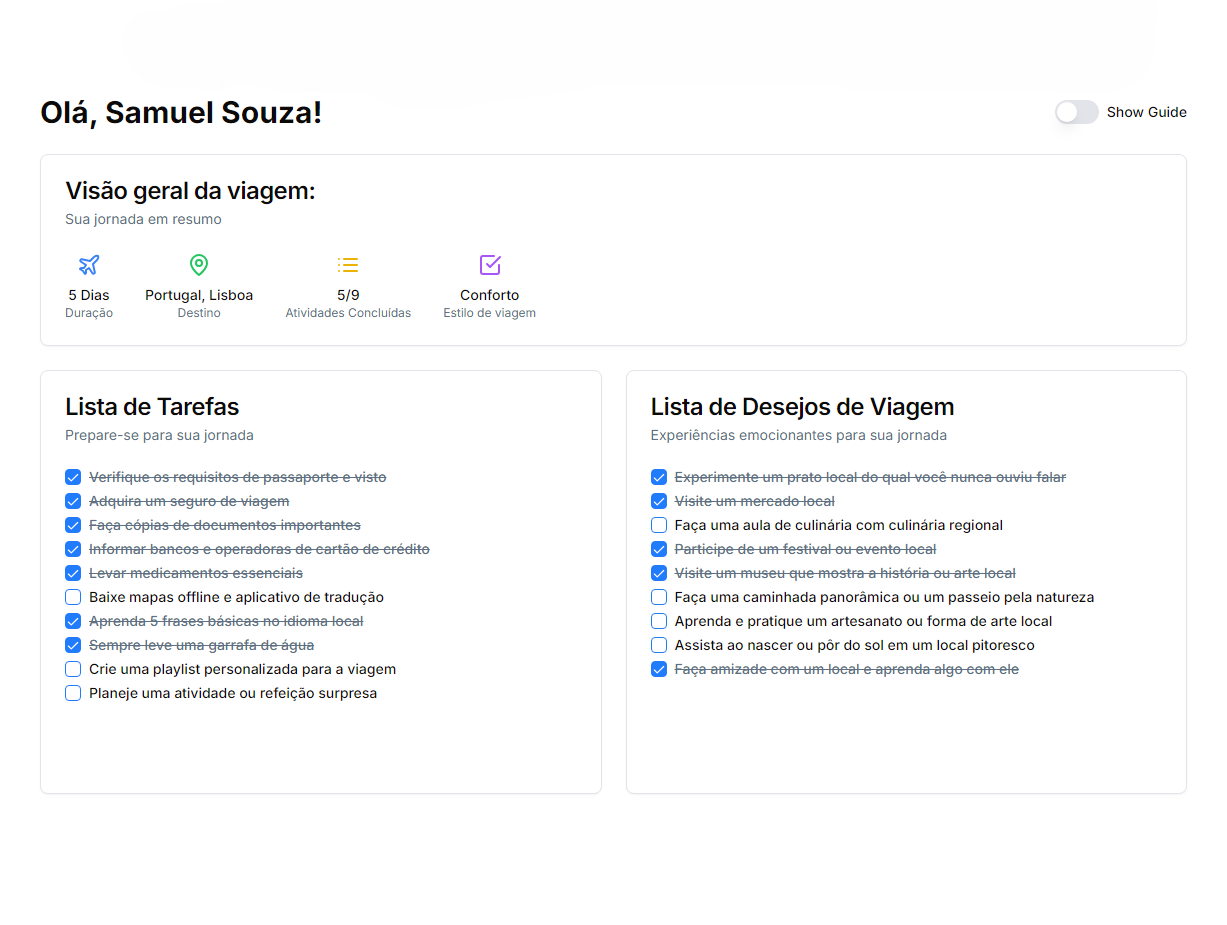 Olá, Samuel Souza!
Show Guide
Visão geral da viagem:
Sua jornada em resumo
5 Dias
Duração
Portugal, Lisboa
Destino
5/9
Atividades Concluídas
Conforto
Estilo de viagem
Lista de Tarefas
Prepare-se para sua jornada
Verifique os requisitos de passaporte e visto
Adquira um seguro de viagem
Faça cópias de documentos importantes
Informar bancos e operadoras de cartão de crédito
Levar medicamentos essenciais
Baixe mapas offline e aplicativo de tradução
Aprenda 5 frases básicas no idioma local
Sempre leve uma garrafa de água
Crie uma playlist personalizada para a viagem
Planeje uma atividade ou refeição surpresa
Lista de Desejos de Viagem
Experiências emocionantes para sua jornada
Experimente um prato local do qual você nunca ouviu falar
Visite um mercado local
Faça uma aula de culinária com culinária regional
Participe de um festival ou evento local
Visite um museu que mostra a história ou arte local
Faça uma caminhada panorâmica ou um passeio pela natureza
Aprenda e pratique um artesanato ou forma de arte local
Assista ao nascer ou pôr do sol em um local pitoresco
Faça amizade com um local e aprenda algo com ele